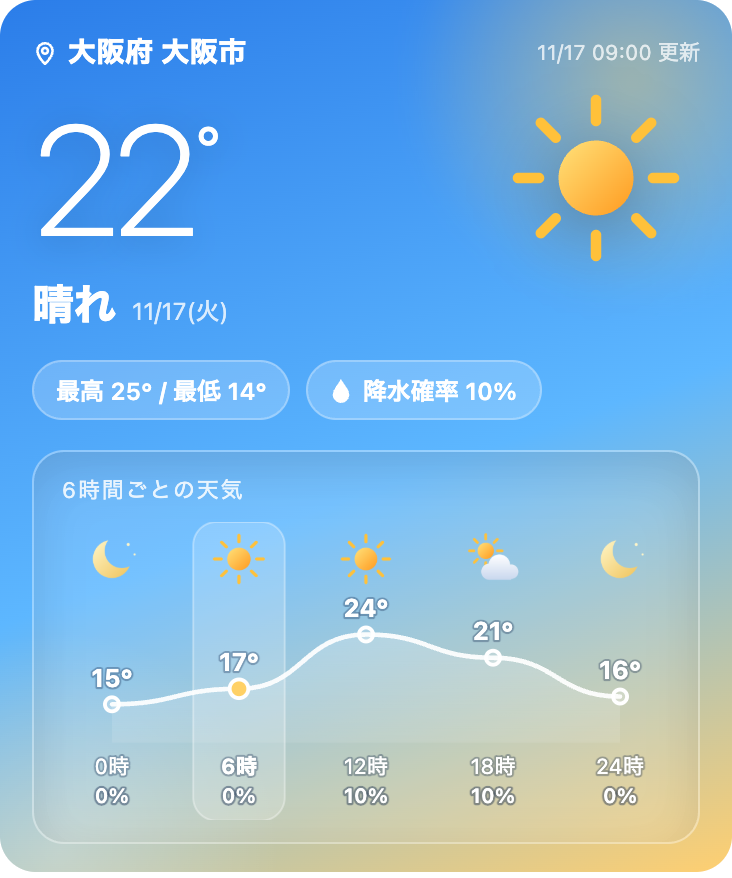 大阪府 大阪市
11/17 09:00 更新
22°
晴れ 11/17(火)
最高 25° / 最低 14°
降水確率 10%
6時間ごとの天気
15° 17° 24° 21° 16°
0時 6時 12時 18時 24時
0% 0% 10% 10% 0%